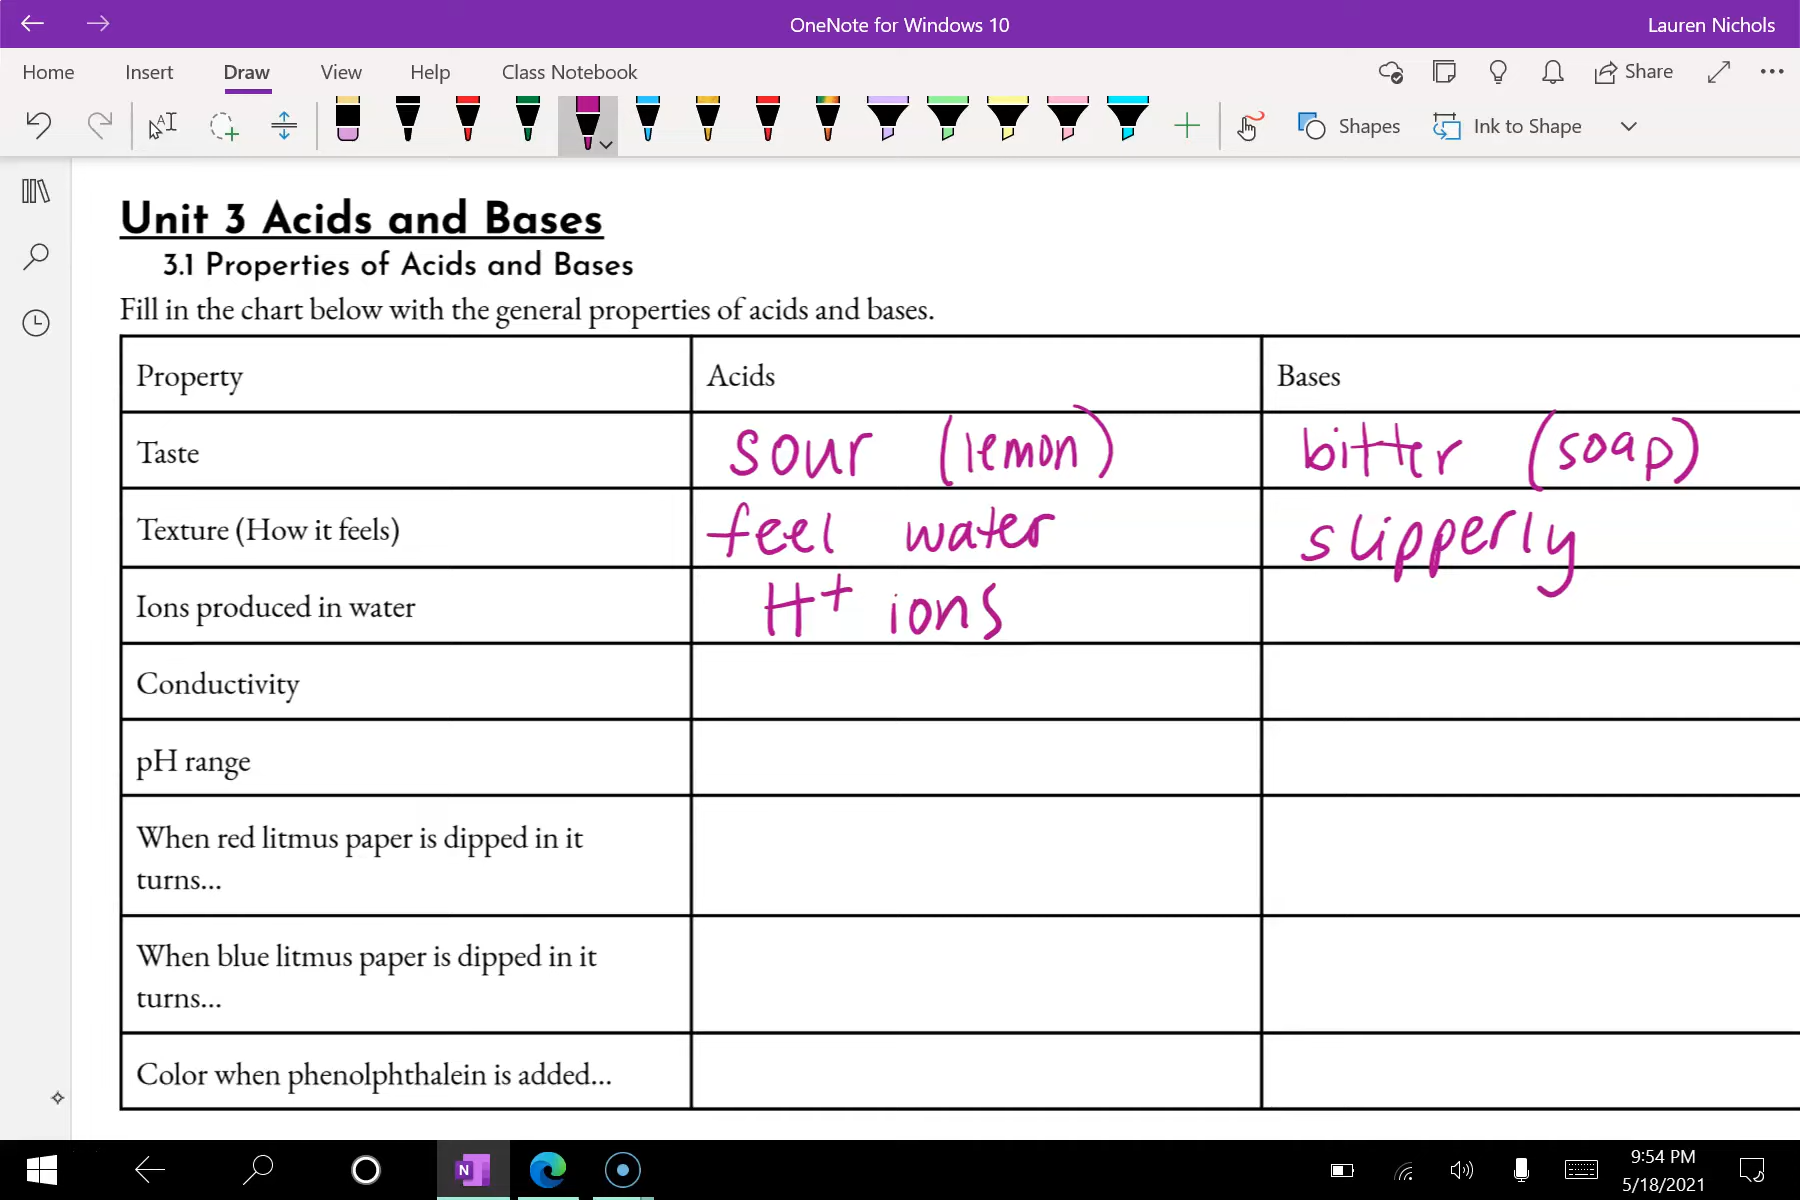 OneNote for Windows 10
Lauren Nichols
Home Insert Draw View Help Class Notebook Share
Shapes Ink to Shape
Unit 3 Acids and Bases
3.1 Properties of Acids and Bases
Fill in the chart below with the general properties of acids and bases.
Property Acids Bases
Taste sour (lemon) bitter (soap)
Texture (How it feels) feel water slipperly
Ions produced in water H+ ions
Conductivity
pH range
When red litmus paper is dipped in it
turns...
When blue litmus paper is dipped in it
turns...
Color when phenolphthalein is added...
9:54 PM
5/18/2021